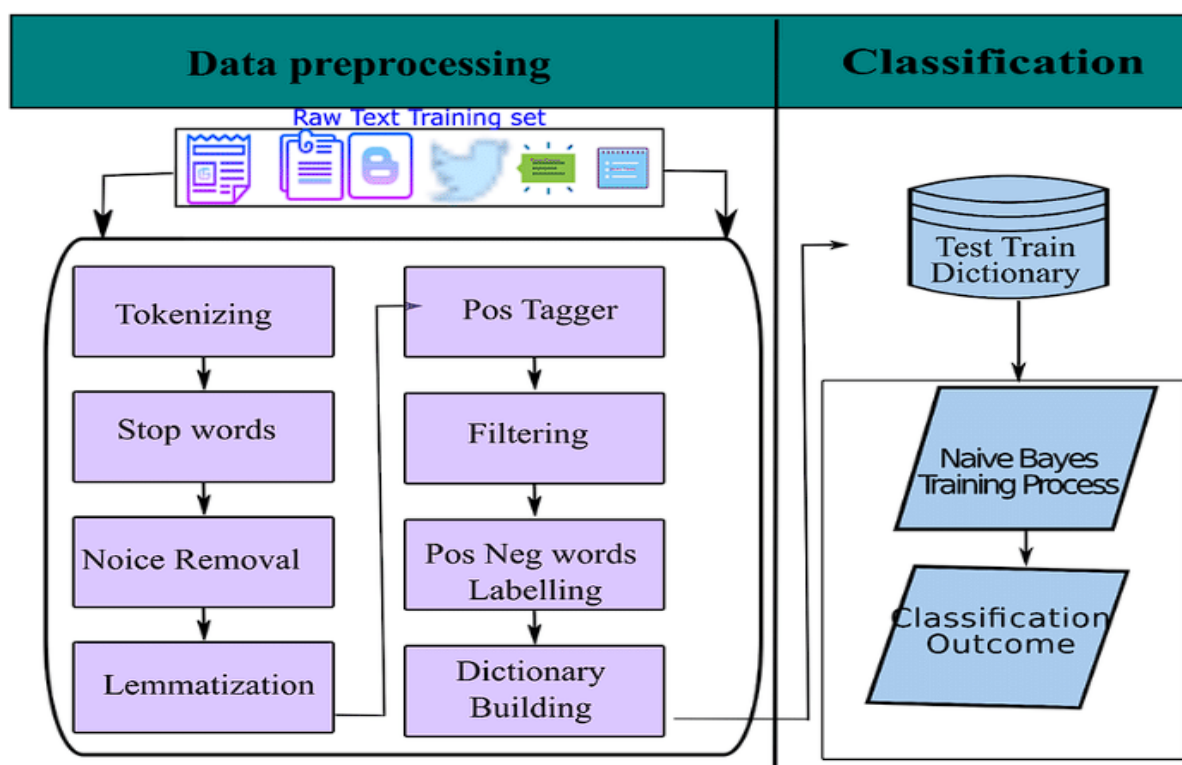 Data preprocessing
Classification
Raw Text Training set
Tokenizing
Stop words
Noice Removal
Lemmatization
Pos Tagger
Filtering
Pos Neg words
Labelling
Dictionary
Building
Test Train
Dictionary
Naive Bayes
Training Process
Classification
Outcome